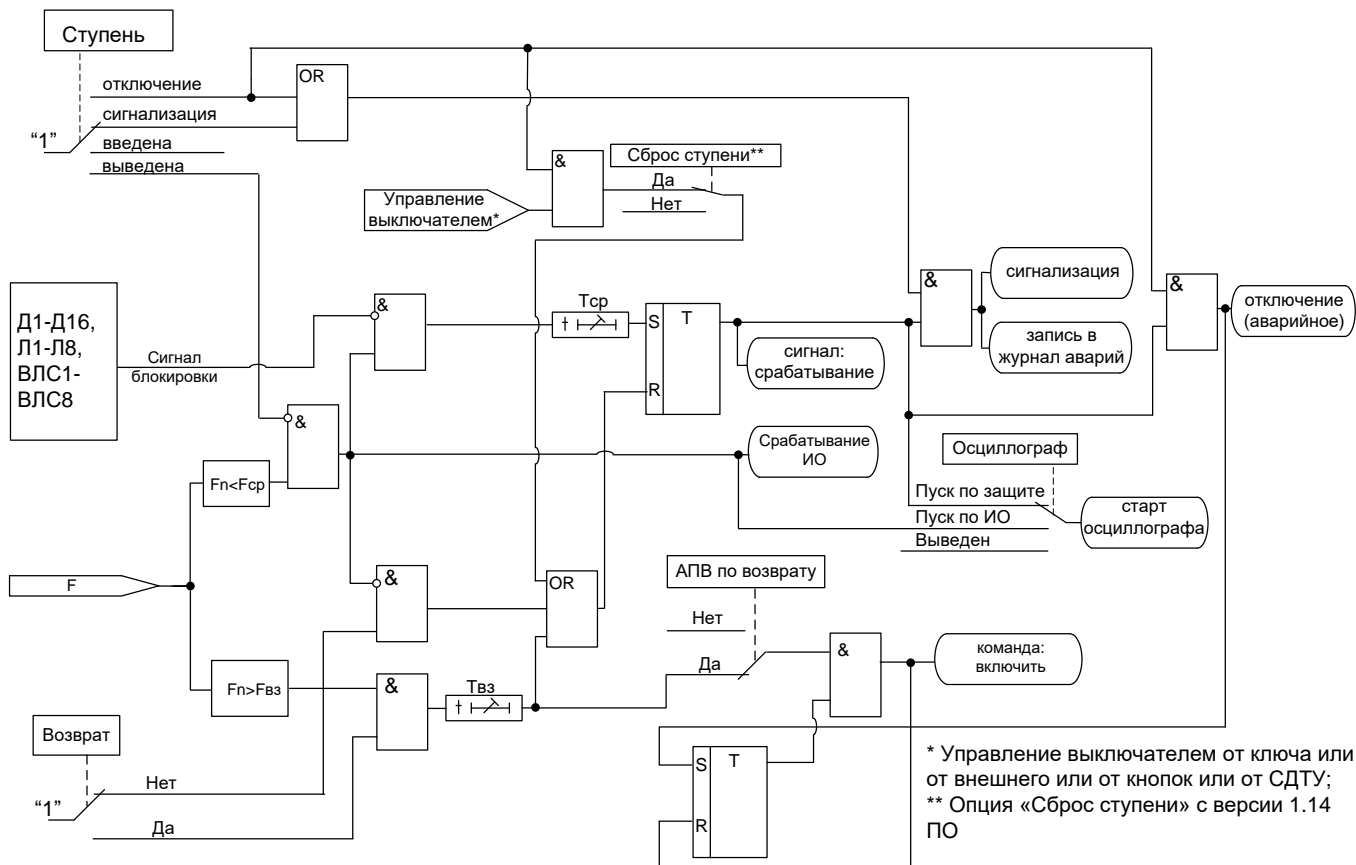 Ступень
отключение
сигнализация
“1”
введена
выведена
OR
&
Сброс ступени**
Да
Нет
Управление
выключателем*
Д1-Д16,
Л1-Л8,
ВЛС1-
ВЛС8
Сигнал
блокировки
&
Тср
S
T
R
сигнал:
срабатывание
&
сигнализация
запись в
журнал аварий
&
отключение
(аварийное)
&
Fn<Fср
Срабатывание
ИО
Осциллограф
Пуск по защите
Пуск по ИО
Выведен
старт
осциллографа
F
&
OR
АПВ по возврату
Нет
Да
&
команда:
включить
Fn>Fвз
&
Твз
Возврат
“1”
Нет
Да
S
T
R
* Управление выключателем от ключа или
от внешнего или от кнопок или от СДТУ;
** Опция «Сброс ступени» с версии 1.14
ПО